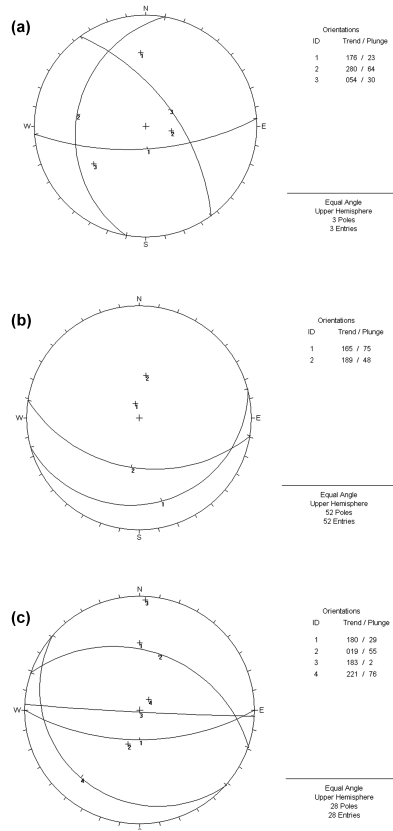 (a)
N
W
E
S
1
2
3
1
2
3
Orientations
ID Trend / Plunge
1 176 / 23
2 280 / 64
3 054 / 30
Equal Angle
Upper Hemisphere
3 Poles
3 Entries
(b)
N
W
E
S
1
2
1
2
Orientations
ID Trend / Plunge
1 165 / 75
2 189 / 48
Equal Angle
Upper Hemisphere
52 Poles
52 Entries
(c)
N
W
E
S
3
1
2
4
3
1
2
4
Orientations
ID Trend / Plunge
1 180 / 29
2 019 / 55
3 183 / 2
4 221 / 76
Equal Angle
Upper Hemisphere
28 Poles
28 Entries